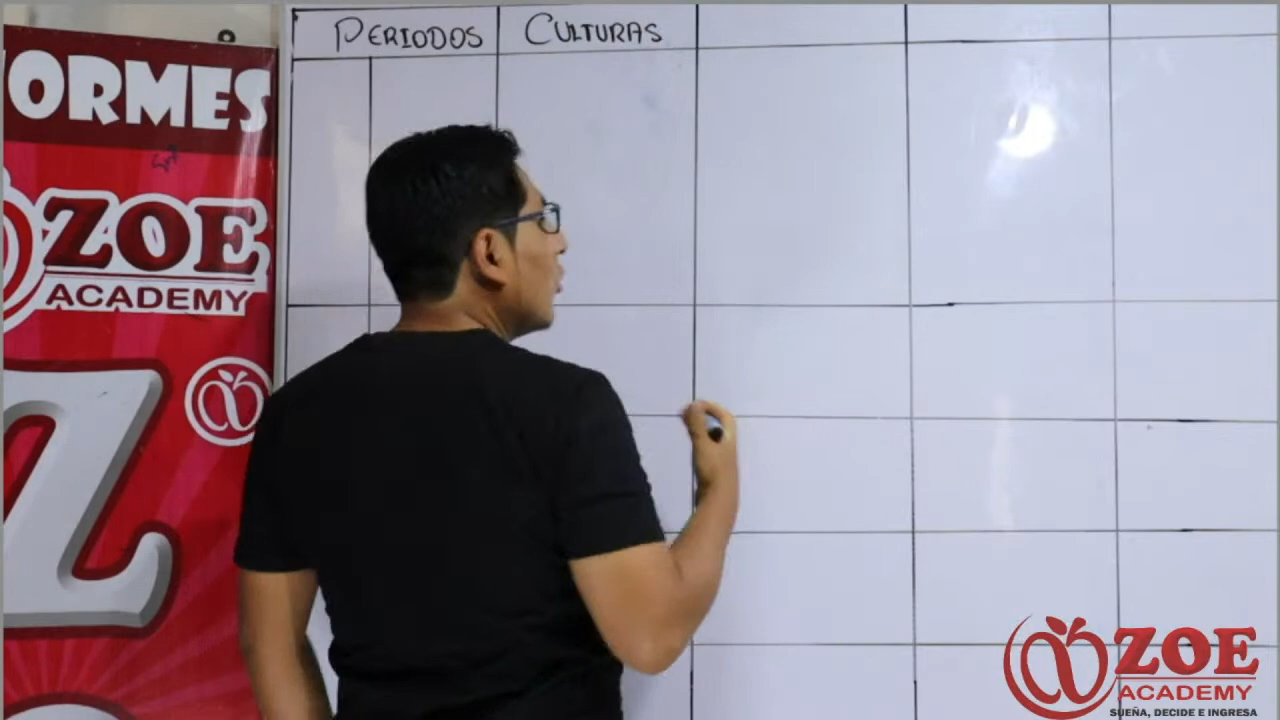 PERIODOS CULTURAS
ORMES
ZOE
ACADEMY
Z
ZOE
ACADEMY
SUEÑA, DECIDE E INGRESA